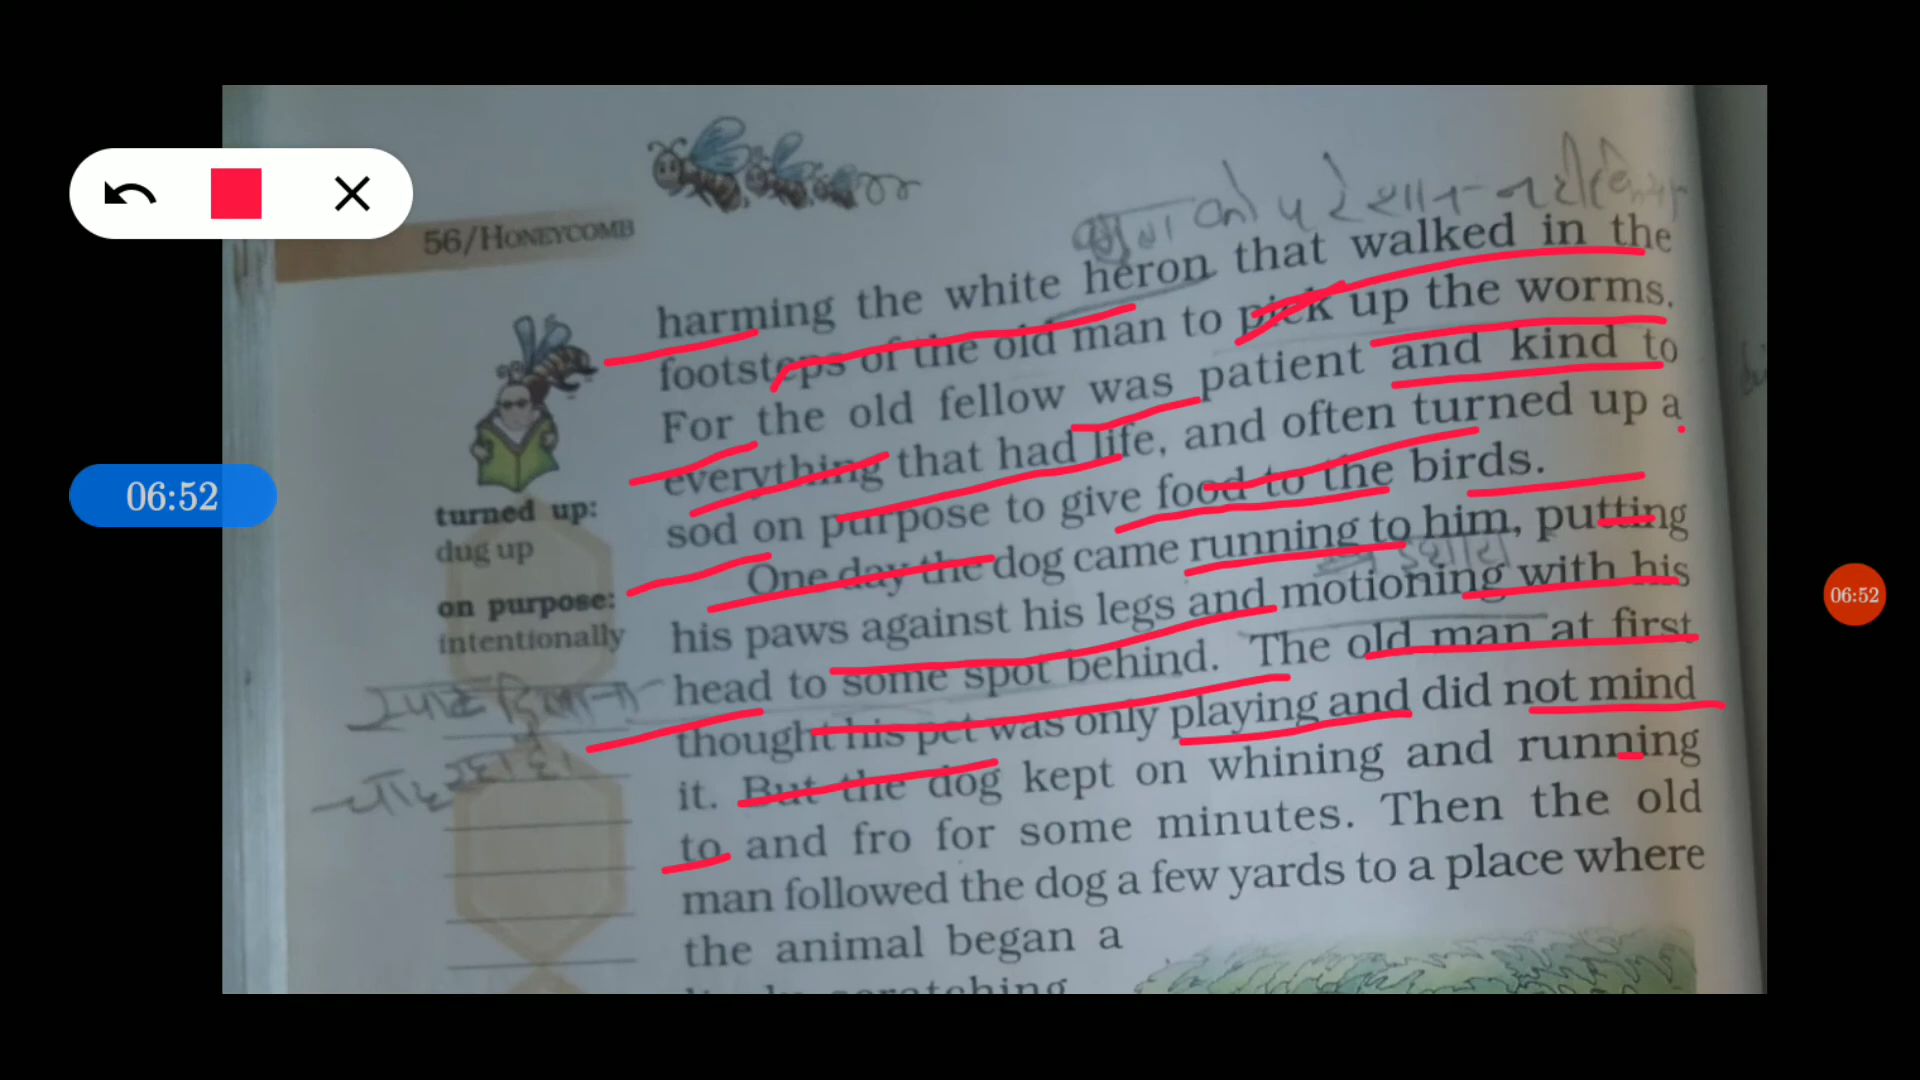 56/HONEYCOMB
harming the white heron that walked in the
footsteps of the old man to pick up the worms.
For the old fellow was patient and kind to
everything that had life, and often turned up a
sod on purpose to give food to the birds.
One day the dog came running to him, putting
his paws against his legs and motioning with his
head to some spot behind. The old man at first
thought his pet was only playing and did not mind
it. But the dog kept on whining and running
to and fro for some minutes. Then the old
man followed the dog a few yards to a place where
the animal began a
scratching
turned up:
dug up
on purpose:
intentionally
06:52
06:52